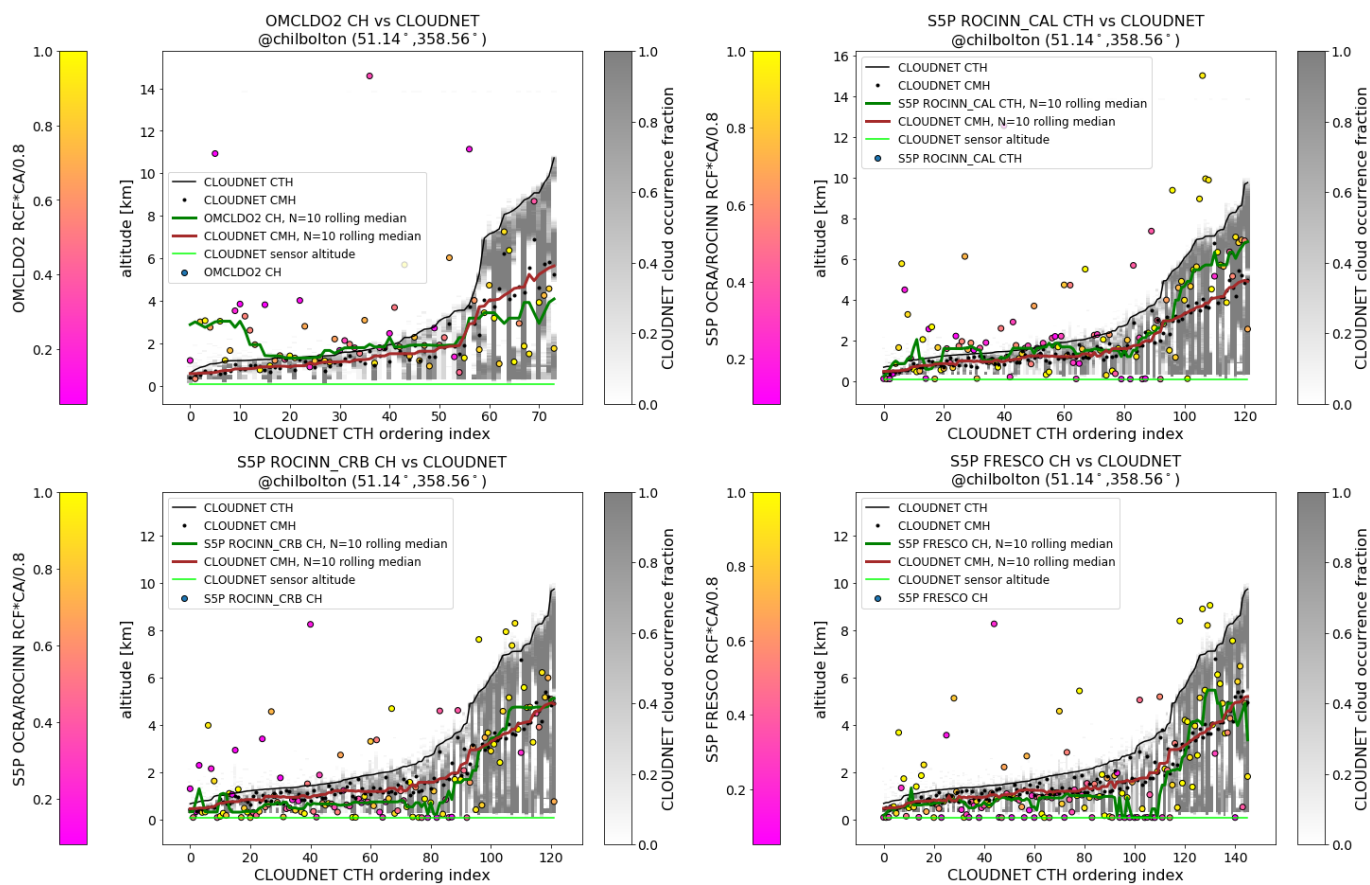 OMCLDO2 CH vs CLOUDNET
@chilbolton (51.14°,358.56°)
1.0
0.8
0.6
0.4
0.2
OMCLDO2 RCF*CA/0.8
14
12
10
8
6
4
2
0
altitude [km]
CLOUDNET CTH
CLOUDNET CMH
OMCLDO2 CH, N=10 rolling median
CLOUDNET CMH, N=10 rolling median
CLOUDNET sensor altitude
OMCLDO2 CH
0 10 20 30 40 50 60 70
CLOUDNET CTH ordering index
1.0
0.8
0.6
0.4
0.2
0.0
CLOUDNET cloud occurrence fraction
S5P ROCINN_CAL CTH vs CLOUDNET
@chilbolton (51.14°,358.56°)
1.0
0.8
0.6
0.4
0.2
S5P OCRA/ROCINN RCF*CA/0.8
16
14
12
10
8
6
4
2
0
altitude [km]
CLOUDNET CTH
CLOUDNET CMH
S5P ROCINN_CAL CTH, N=10 rolling median
CLOUDNET CMH, N=10 rolling median
CLOUDNET sensor altitude
S5P ROCINN_CAL CTH
0 20 40 60 80 100 120
CLOUDNET CTH ordering index
1.0
0.8
0.6
0.4
0.2
0.0
CLOUDNET cloud occurrence fraction
S5P ROCINN_CRB CH vs CLOUDNET
@chilbolton (51.14°,358.56°)
1.0
0.8
0.6
0.4
0.2
S5P OCRA/ROCINN RCF*CA/0.8
12
10
8
6
4
2
0
altitude [km]
CLOUDNET CTH
CLOUDNET CMH
S5P ROCINN_CRB CH, N=10 rolling median
CLOUDNET CMH, N=10 rolling median
CLOUDNET sensor altitude
S5P ROCINN_CRB CH
0 20 40 60 80 100 120
CLOUDNET CTH ordering index
1.0
0.8
0.6
0.4
0.2
0.0
CLOUDNET cloud occurrence fraction
S5P FRESCO CH vs CLOUDNET
@chilbolton (51.14°,358.56°)
1.0
0.8
0.6
0.4
0.2
S5P FRESCO RCF*CA/0.8
12
10
8
6
4
2
0
altitude [km]
CLOUDNET CTH
CLOUDNET CMH
S5P FRESCO CH, N=10 rolling median
CLOUDNET CMH, N=10 rolling median
CLOUDNET sensor altitude
S5P FRESCO CH
0 20 40 60 80 100 120 140
CLOUDNET CTH ordering index
1.0
0.8
0.6
0.4
0.2
0.0
CLOUDNET cloud occurrence fraction